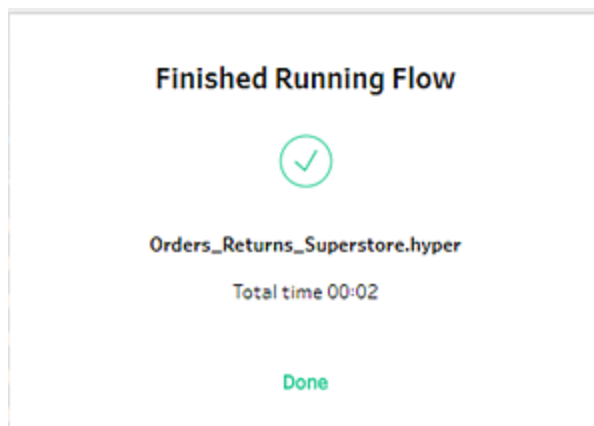 Finished Running Flow
Orders_Returns_Superstore.hyper
Total time 00:02
Done